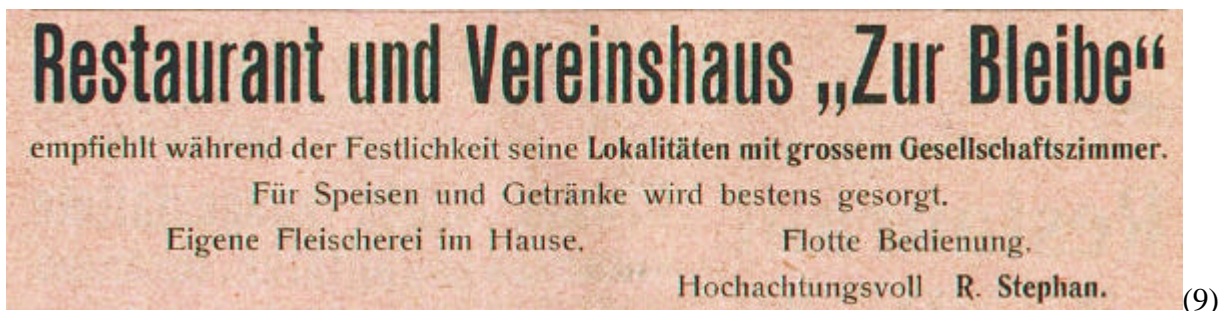 Restaurant und Vereinshaus „Zur Bleibe“
empfiehlt während der Festlichkeit seine Lokalitäten mit grossem Gesellschaftszimmer.
Für Speisen und Getränke wird bestens gesorgt.
Eigene Fleischerei im Hause. Flotte Bedienung.
Hochachtungsvoll R. Stephan.
(9)